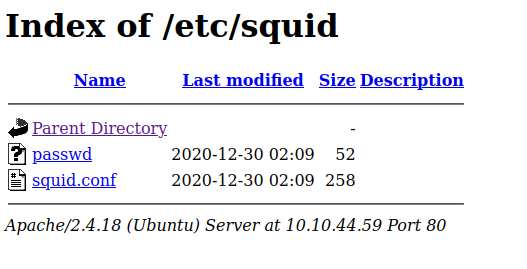 Index of /etc/squid
Name Last modified Size Description
Parent Directory -
passwd 2020-12-30 02:09 52
squid.conf 2020-12-30 02:09 258
Apache/2.4.18 (Ubuntu) Server at 10.10.44.59 Port 80